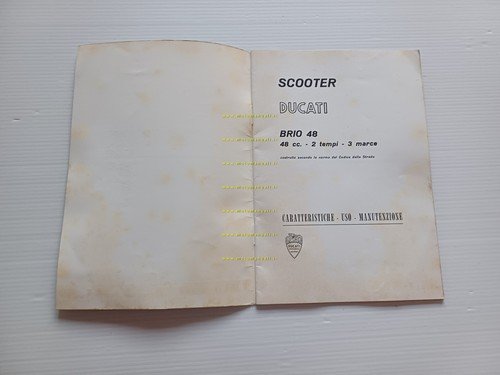 SCOOTER
DUCATI
BRIO 48
48 cc. - 2 tempi - 3 marce
costruito secondo le norme del Codice della Strada
CARATTERISTICHE - USO - MANUTENZIONE
DUCATI